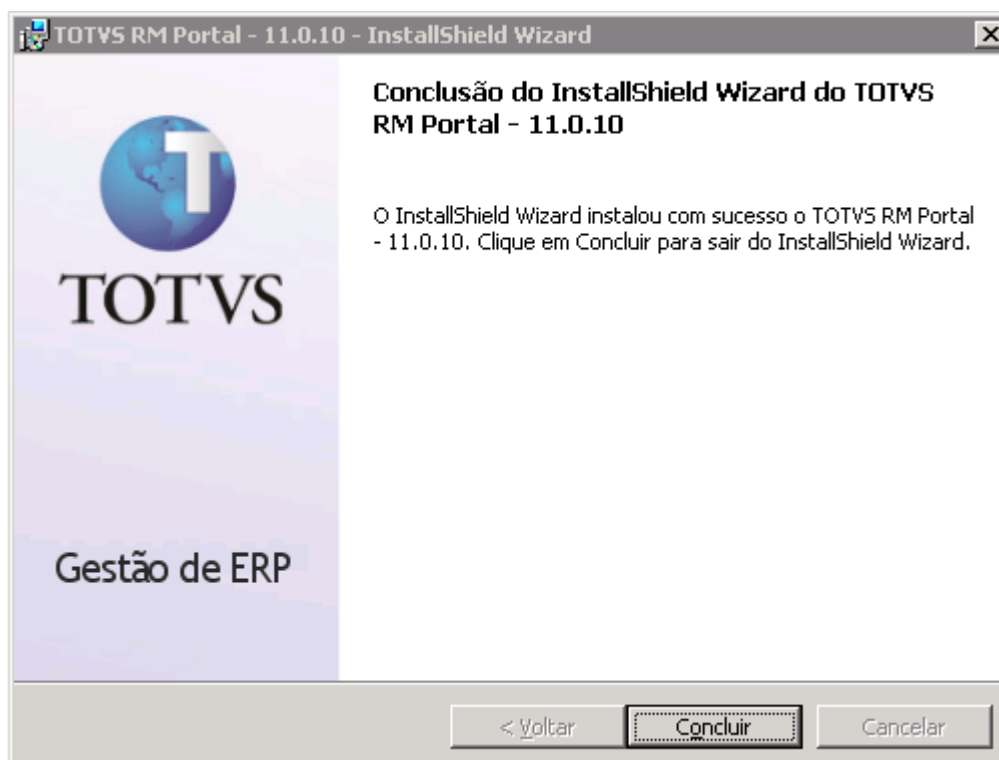 TOTVS RM Portal - 11.0.10 - InstallShield Wizard
Conclusão do InstallShield Wizard do TOTVS
RM Portal - 11.0.10
O InstallShield Wizard instalou com sucesso o TOTVS RM Portal
- 11.0.10. Clique em Concluir para sair do InstallShield Wizard.
T
TOTVS
Gestão de ERP
< Voltar
Concluir
Cancelar